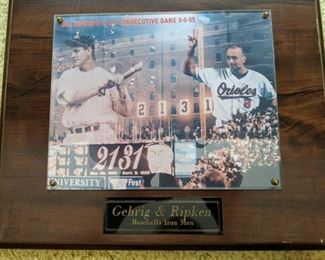 CONSECUTIVE GAME 9-6-95
2 1 3 1
Orioles
8
2131
UNIVERSITY First
Gehrig & Ripken
Baseball's Iron Men